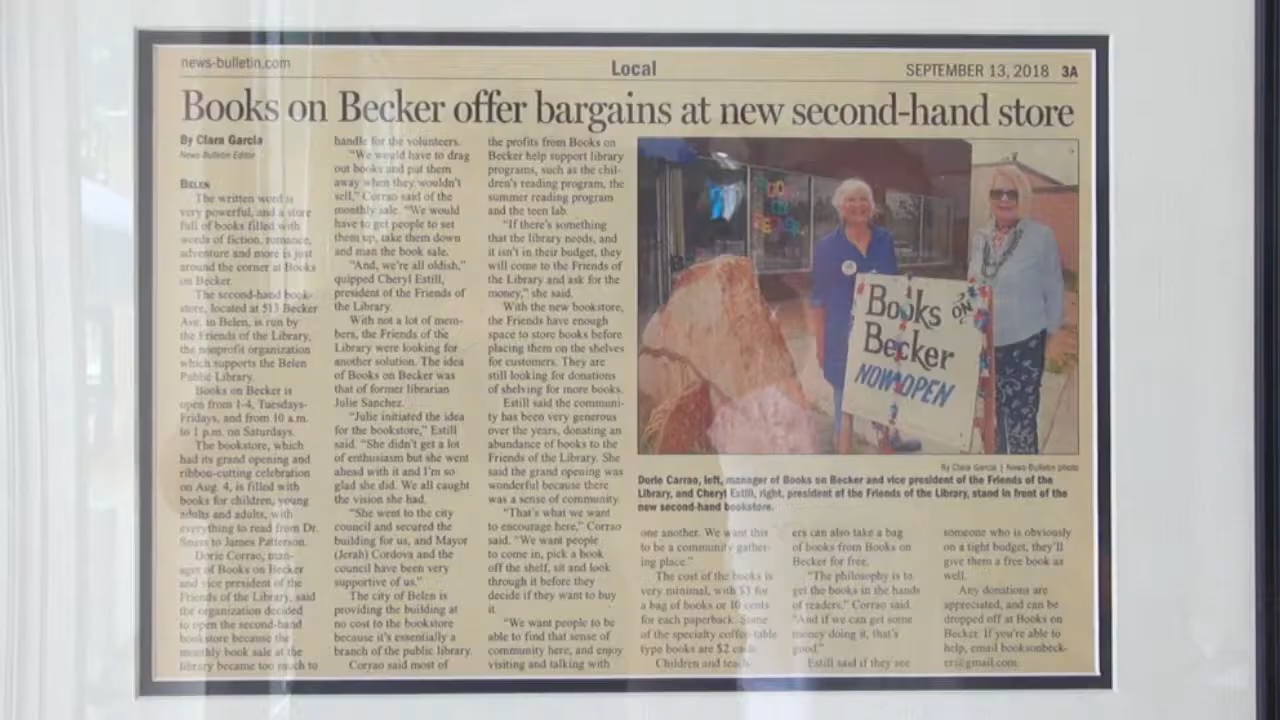 news-bulletin.com
Local
SEPTEMBER 13, 2018 3A
Books on Becker offer bargains at new second-hand store
By Clara Garcia
News-Bulletin Editor
BELEN
The written word is
very powerful, and a store
full of books filled with
words of fiction, romance,
adventure and more is just
around the corner at Books
on Becker.
The second-hand book-
store, located at 513 Becker
Ave. in Belen, is run by
the Friends of the Library,
the nonprofit organization
which supports the Belen
Public Library.
Books on Becker is
open from 1-4, Tuesdays-
Fridays, and from 10 a.m.
to 1 p.m. on Saturdays.
The bookstore, which
had its grand opening and
ribbon-cutting celebration
on Aug. 4, is filled with
books for children, young
adults and adults, with
everything to read from Dr.
Seuss to James Patterson.
Dorie Corrao, man-
ager of Books on Becker
and vice president of the
Friends of the Library, said
the organization decided
to open the second-hand
bookstore because the
monthly book sale at the
library became too much to
handle for the volunteers.
"We would have to drag
out books and put them
away when they wouldn't
sell," Corrao said of the
monthly sale. "We would
have to get people to set
them up, take them down
and man the book sale.
"And, we're all oldish,"
quipped Cheryl Estill,
president of the Friends of
the Library.
With not a lot of mem-
bers, the Friends of the
Library were looking for
another solution. The idea
of Books on Becker was
that of former librarian
Julie Sanchez.
"Julie initiated the idea
for the bookstore," Estill
said. "She didn't get a lot
of enthusiasm but she went
ahead with it and I'm so
glad she did. We all caught
the vision she had.
"She went to the city
council and secured the
building for us, and Mayor
(Jerah) Cordova and the
council have been very
supportive of us."
The city of Belen is
providing the building at
no cost to the bookstore
because it's essentially a
branch of the public library.
Corrao said most of
the profits from Books on
Becker help support library
programs, such as the chil-
dren's reading program, the
summer reading program
and the teen lab.
"If there's something
that the library needs, and
it isn't in their budget, they
will come to the Friends of
the Library and ask for the
money," she said.
With the new bookstore,
the Friends have enough
space to store books before
placing them on the shelves
for customers. They are
still looking for donations
of shelving for more books.
Estill said the communi-
ty has been very generous
over the years, donating an
abundance of books to the
Friends of the Library. She
said the grand opening was
wonderful because there
was a sense of community.
"That's what we want
to encourage here," Corrao
said. "We want people
to come in, pick a book
off the shelf, sit and look
through it before they
decide if they want to buy
it.
"We want people to be
able to find that sense of
community here, and enjoy
visiting and talking with
Books ON
Becker
NOW OPEN
By Clara Garcia | News-Bulletin photo
Dorie Carrao, left, manager of Books on Becker and vice president of the Friends of the
Library, and Cheryl Estill, right, president of the Friends of the Library, stand in front of the
new second-hand bookstore.
one another. We want this
to be a community gather-
ing place."
The cost of the books is
very minimal, with $3 for
a bag of books or 10 cents
for each paperback. Some
of the specialty coffee-table
type books are $2 each.
Children and teach-
ers can also take a bag
of books from Books on
Becker for free.
"The philosophy is to
get the books in the hands
of readers," Corrao said.
"And if we can get some
money doing it, that's
good."
Estill said if they see
someone who is obviously
on a tight budget, they'll
give them a free book as
well.
Any donations are
appreciated, and can be
dropped off at Books on
Becker. If you're able to
help, email booksonbeck-
er@gmail.com.